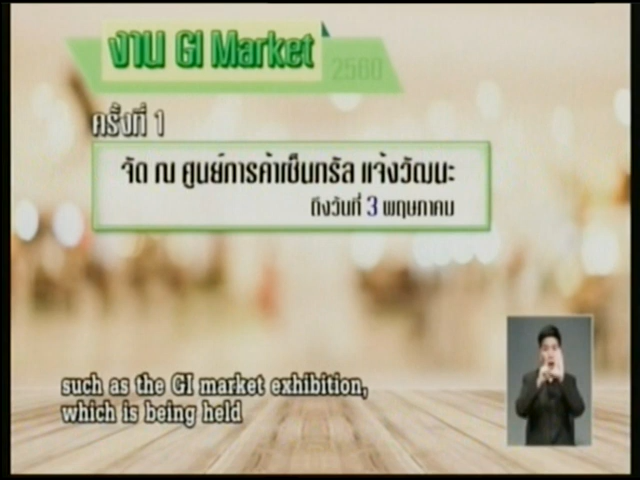 งาน GI Market
2560
ครั้งที่ 1
จัด ณ ศูนย์การค้าเซ็นทรัล แจ้งวัฒนะ
ถึงวันที่ 3 พฤษภาคม
such as the GI market exhibition,
which is being held